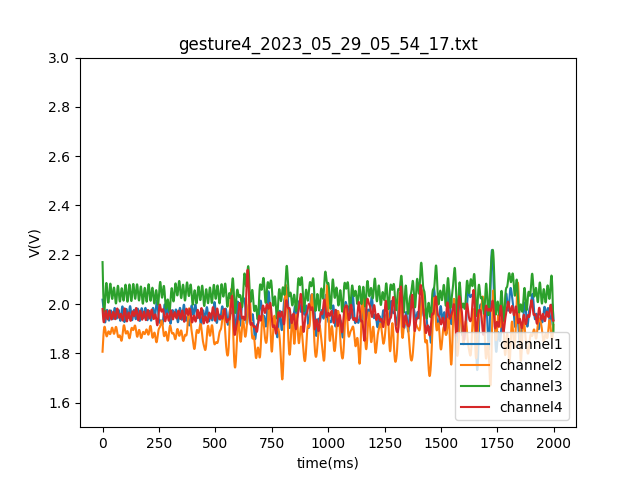 gesture4_2023_05_29_05_54_17.txt
V(V)
3.0
2.8
2.6
2.4
2.2
2.0
1.8
1.6
channel1
channel2
channel3
channel4
0 250 500 750 1000 1250 1500 1750 2000
time(ms)